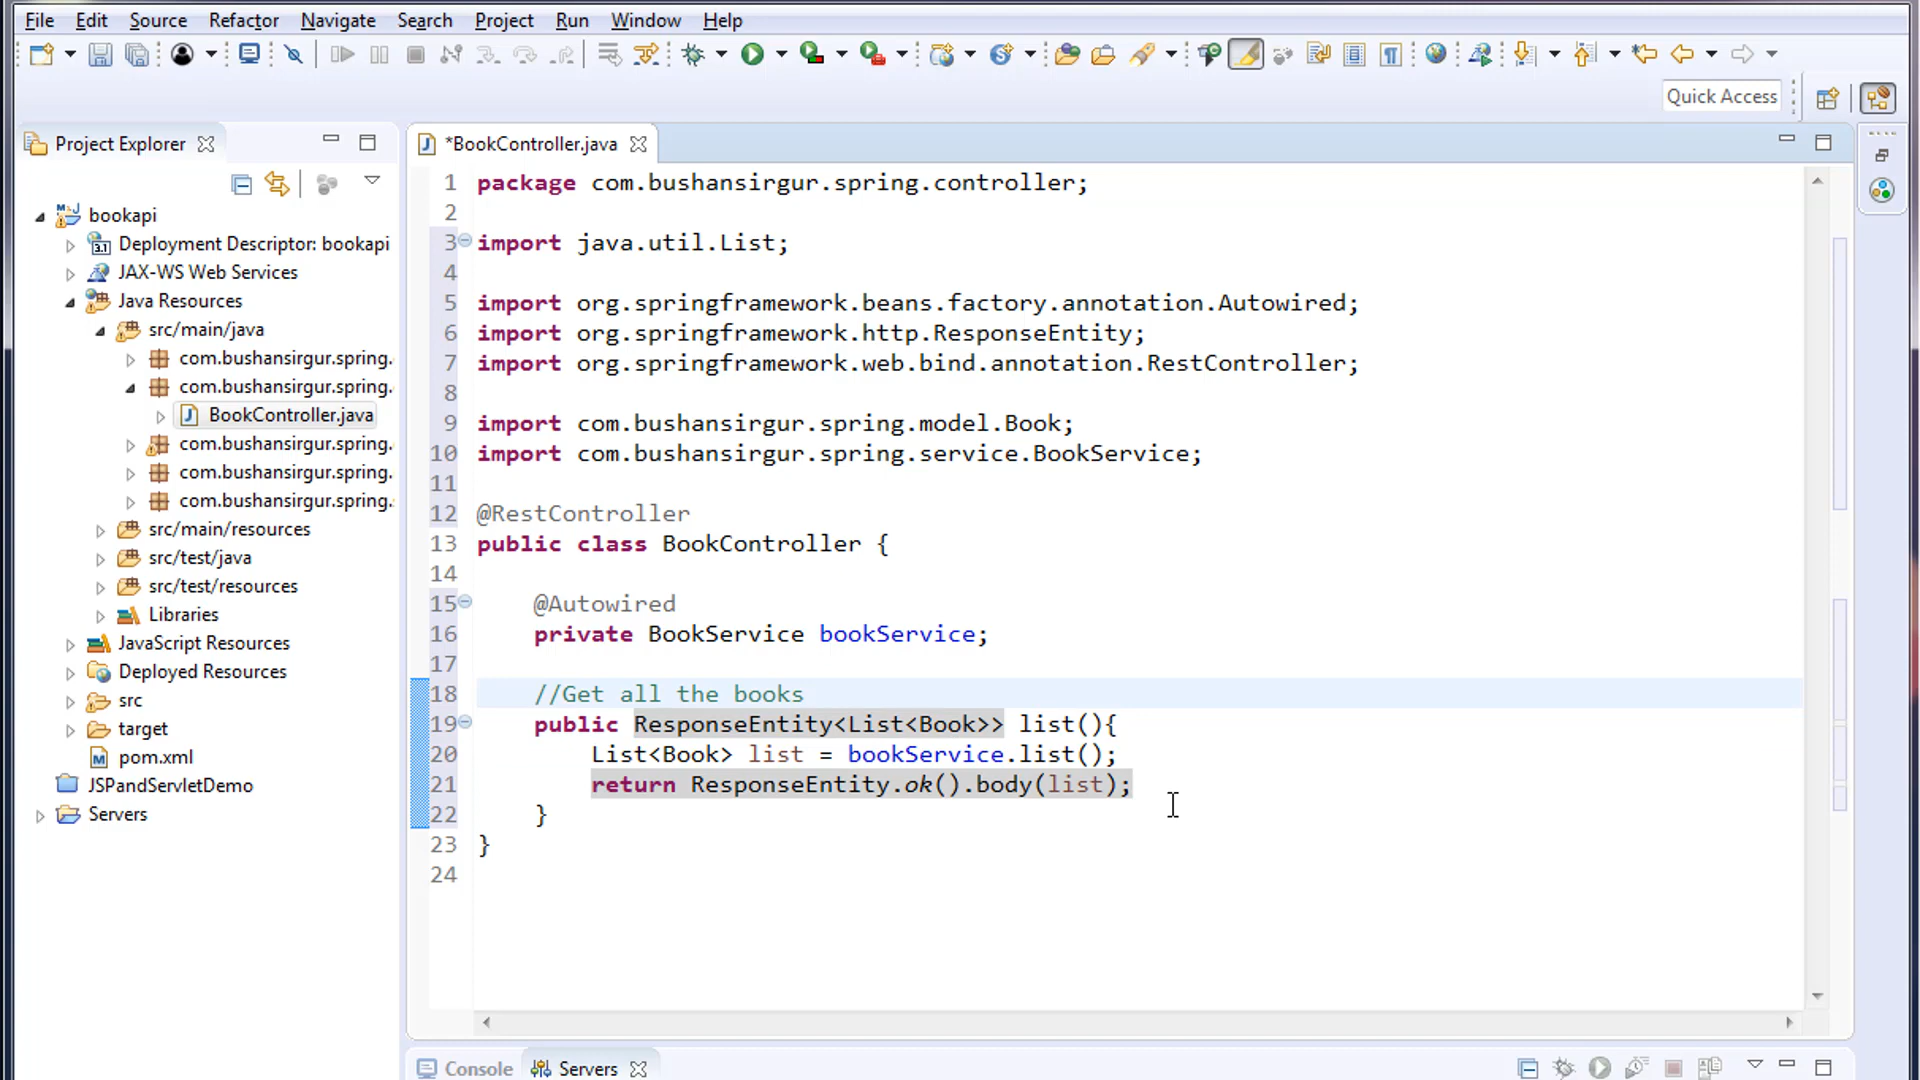 File Edit Source Refactor Navigate Search Project Run Window Help
Quick Access
Project Explorer
*BookController.java
bookapi
Deployment Descriptor: bookapi
JAX-WS Web Services
Java Resources
src/main/java
com.bushansirgur.spring.
com.bushansirgur.spring.
BookController.java
com.bushansirgur.spring.
com.bushansirgur.spring.
com.bushansirgur.spring.
src/main/resources
src/test/java
src/test/resources
Libraries
JavaScript Resources
Deployed Resources
src
target
pom.xml
JSPandServletDemo
Servers
1 package com.bushansirgur.spring.controller;
2
3 import java.util.List;
4
5 import org.springframework.beans.factory.annotation.Autowired;
6 import org.springframework.http.ResponseEntity;
7 import org.springframework.web.bind.annotation.RestController;
8
9 import com.bushansirgur.spring.model.Book;
10 import com.bushansirgur.spring.service.BookService;
11
12 @RestController
13 public class BookController {
14
15 @Autowired
16 private BookService bookService;
17
18 //Get all the books
19 public ResponseEntity<List<Book>> list(){
20 List<Book> list = bookService.list();
21 return ResponseEntity.ok().body(list);
22 }
23 }
24
Console Servers